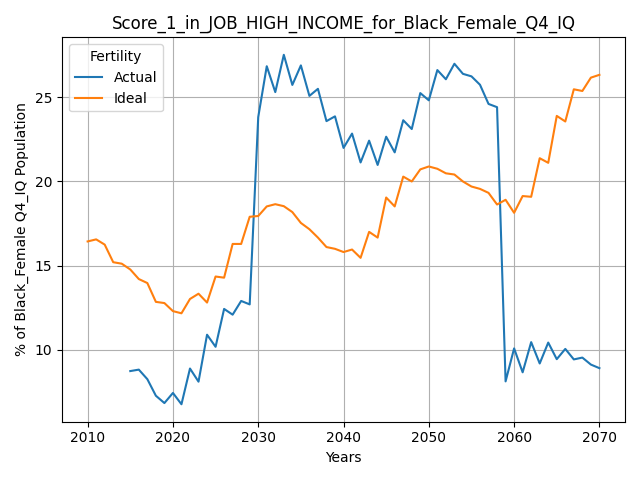 Score_1_in_JOB_HIGH_INCOME_for_Black_Female_Q4_IQ
Fertility
Actual
Ideal
% of Black_Female Q4_IQ Population
25
20
15
10
2010 2020 2030 2040 2050 2060 2070
Years